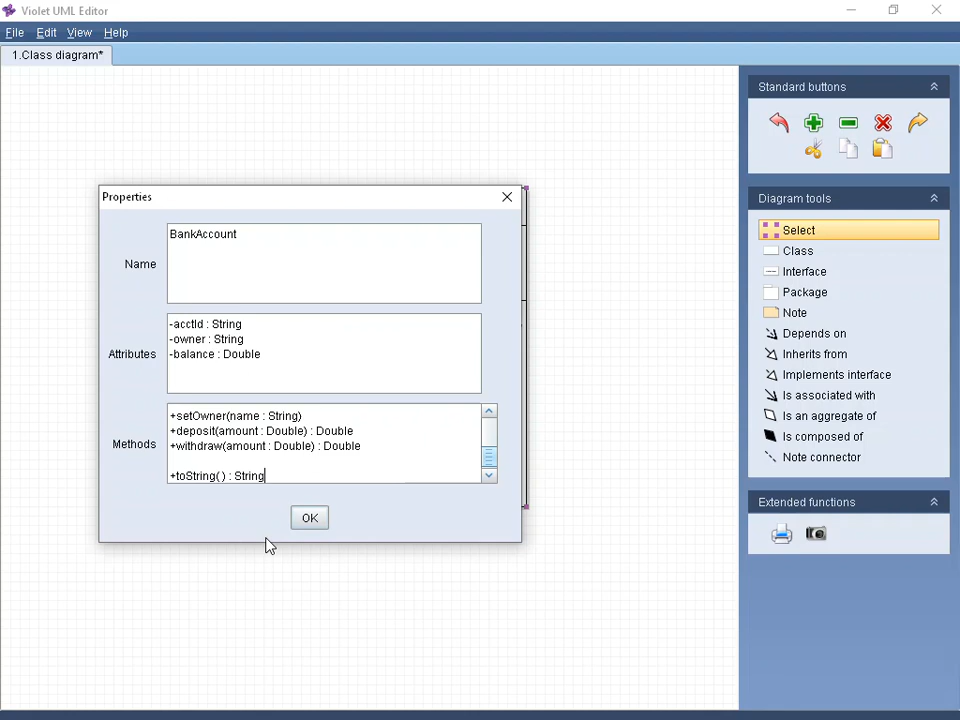 Violet UML Editor
File Edit View Help
1.Class diagram*
Standard buttons
Diagram tools
Select
Class
Interface
Package
Note
Depends on
Inherits from
Implements interface
Is associated with
Is an aggregate of
Is composed of
Note connector
Extended functions
Properties
Name
BankAccount
Attributes
-acctId : String
-owner : String
-balance : Double
Methods
+setOwner(name : String)
+deposit(amount : Double) : Double
+withdraw(amount : Double) : Double
+toString( ) : String
OK